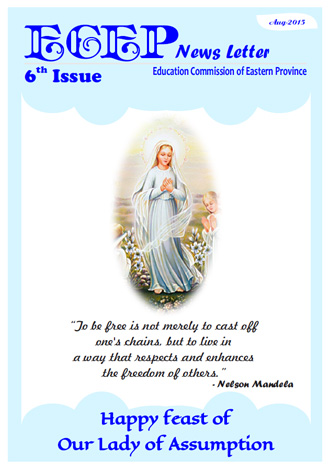 Aug-2015
ECEP News Letter
6th Issue
Education Commission of Eastern Province
"To be free is not merely to cast off
one's chains, but to live in
a way that respects and enhances
the freedom of others."
- Nelson Mandela
Happy feast of
Our Lady of Assumption